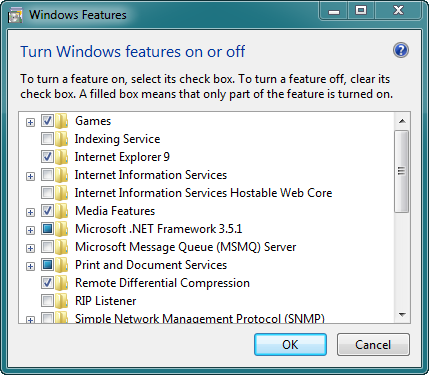 Windows Features
Turn Windows features on or off
To turn a feature on, select its check box. To turn a feature off, clear its
check box. A filled box means that only part of the feature is turned on.
Games
Indexing Service
Internet Explorer 9
Internet Information Services
Internet Information Services Hostable Web Core
Media Features
Microsoft .NET Framework 3.5.1
Microsoft Message Queue (MSMQ) Server
Print and Document Services
Remote Differential Compression
RIP Listener
Simple Network Management Protocol (SNMP)
OK Cancel